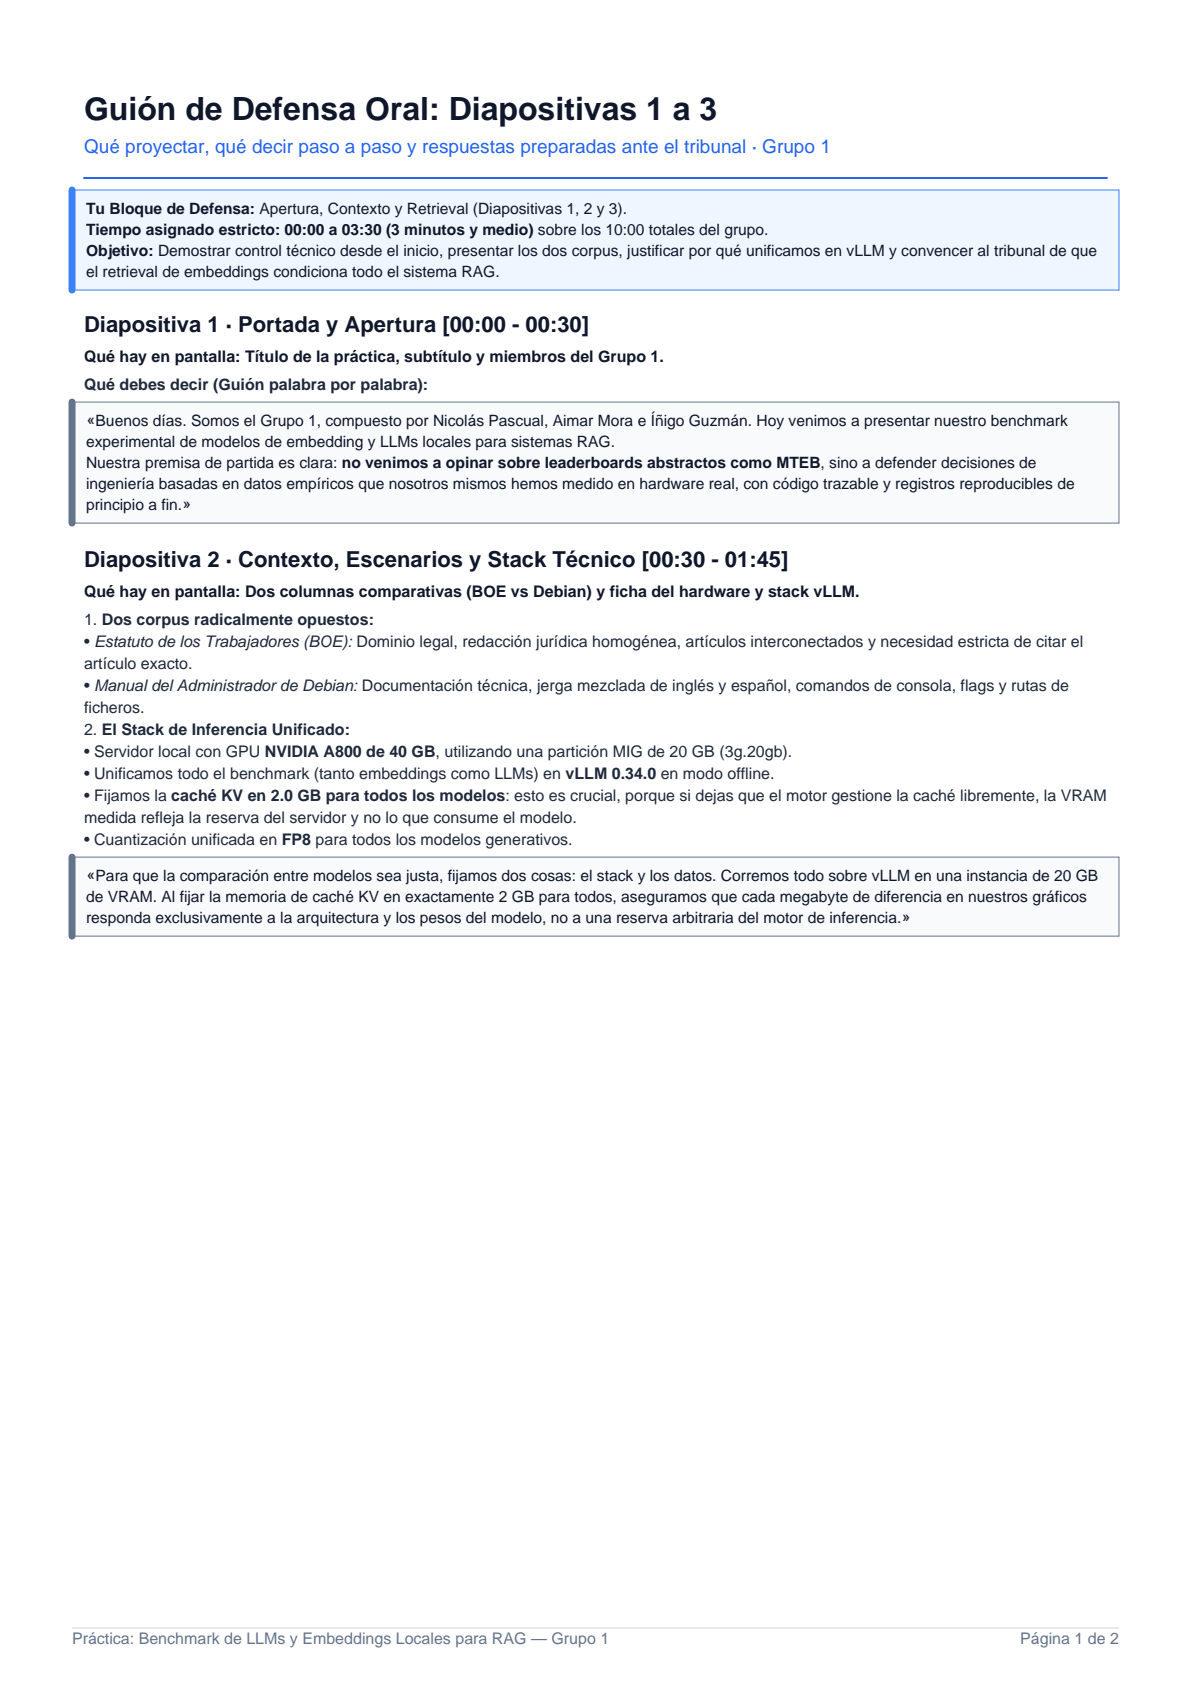 Guión de Defensa Oral: Diapositivas 1 a 3
Qué proyectar, qué decir paso a paso y respuestas preparadas ante el tribunal · Grupo 1
Tu Bloque de Defensa: Apertura, Contexto y Retrieval (Diapositivas 1, 2 y 3).
Tiempo asignado estricto: 00:00 a 03:30 (3 minutos y medio) sobre los 10:00 totales del grupo.
Objetivo: Demostrar control técnico desde el inicio, presentar los dos corpus, justificar por qué unificamos en vLLM y convencer al tribunal de que
el retrieval de embeddings condiciona todo el sistema RAG.
Diapositiva 1 · Portada y Apertura [00:00 - 00:30]
Qué hay en pantalla: Título de la práctica, subtítulo y miembros del Grupo 1.
Qué debes decir (Guión palabra por palabra):
«Buenos días. Somos el Grupo 1, compuesto por Nicolás Pascual, Aimar Mora e Íñigo Guzmán. Hoy venimos a presentar nuestro benchmark
experimental de modelos de embedding y LLMs locales para sistemas RAG.
Nuestra premisa de partida es clara: no venimos a opinar sobre leaderboards abstractos como MTEB, sino a defender decisiones de
ingeniería basadas en datos empíricos que nosotros mismos hemos medido en hardware real, con código trazable y registros reproducibles de
principio a fin.»
Diapositiva 2 · Contexto, Escenarios y Stack Técnico [00:30 - 01:45]
Qué hay en pantalla: Dos columnas comparativas (BOE vs Debian) y ficha del hardware y stack vLLM.
1. Dos corpus radicalmente opuestos:
• Estatuto de los Trabajadores (BOE): Dominio legal, redacción jurídica homogénea, artículos interconectados y necesidad estricta de citar el
artículo exacto.
• Manual del Administrador de Debian: Documentación técnica, jerga mezclada de inglés y español, comandos de consola, flags y rutas de
ficheros.
2. El Stack de Inferencia Unificado:
• Servidor local con GPU NVIDIA A800 de 40 GB, utilizando una partición MIG de 20 GB (3g.20gb).
• Unificamos todo el benchmark (tanto embeddings como LLMs) en vLLM 0.34.0 en modo offline.
• Fijamos la caché KV en 2.0 GB para todos los modelos: esto es crucial, porque si dejas que el motor gestione la caché libremente, la VRAM
medida refleja la reserva del servidor y no lo que consume el modelo.
• Cuantización unificada en FP8 para todos los modelos generativos.
«Para que la comparación entre modelos sea justa, fijamos dos cosas: el stack y los datos. Corremos todo sobre vLLM en una instancia de 20 GB
de VRAM. Al fijar la memoria de caché KV en exactamente 2 GB para todos, aseguramos que cada megabyte de diferencia en nuestros gráficos
responda exclusivamente a la arquitectura y los pesos del modelo, no a una reserva arbitraria del motor de inferencia.»
Práctica: Benchmark de LLMs y Embeddings Locales para RAG — Grupo 1
Página 1 de 2